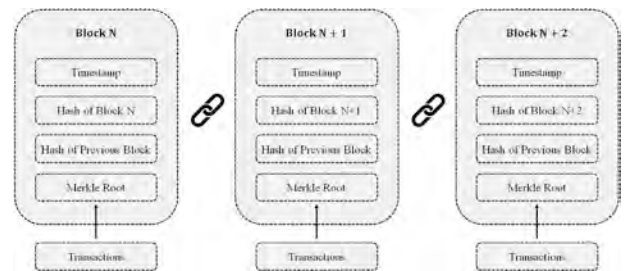 Block N
Timestamp
Hash of Block N
Hash of Previous Block
Merkle Root
Transactions
Block N + 1
Timestamp
Hash of Block N+1
Hash of Previous Block
Merkle Root
Transactions
Block N + 2
Timestamp
Hash of Block N+2
Hash of Previous Block
Merkle Root
Transactions